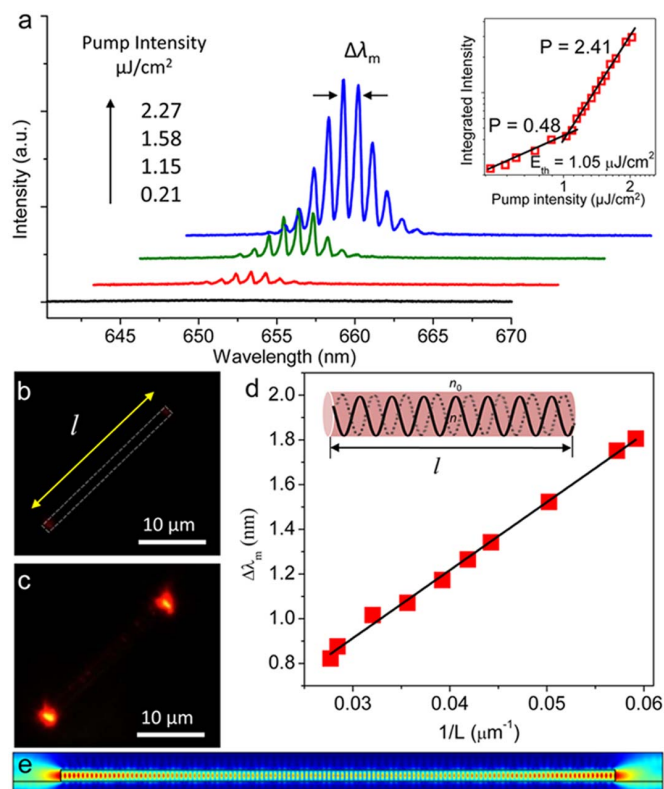 a
Pump Intensity
μJ/cm²
2.27
1.58
1.15
0.21
Δλm
Intensity (a.u.)
645 650 655 660 665 670
Wavelength (nm)
Integrated Intensity
P = 2.41
P = 0.48
Eth = 1.05 μJ/cm²
0 1 2
Pump intensity (μJ/cm²)
b
l
10 μm
c
10 μm
d
n0
n
l
Δλm (nm)
2.0
1.8
1.6
1.4
1.2
1.0
0.8
0.03 0.04 0.05 0.06
1/L (μm⁻¹)
e